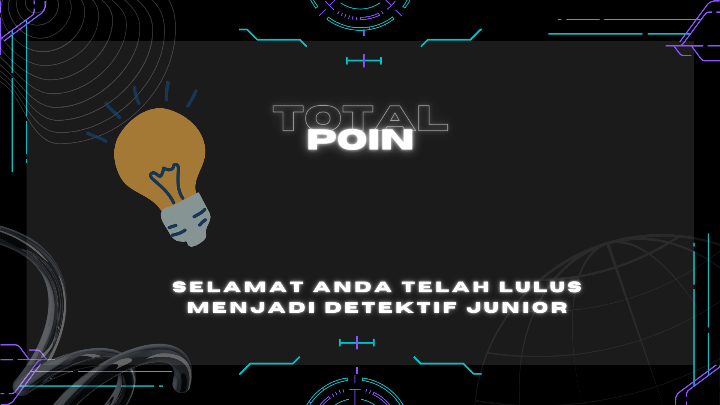 TOTAL
POIN
SELAMAT ANDA TELAH LULUS
MENJADI DETEKTIF JUNIOR